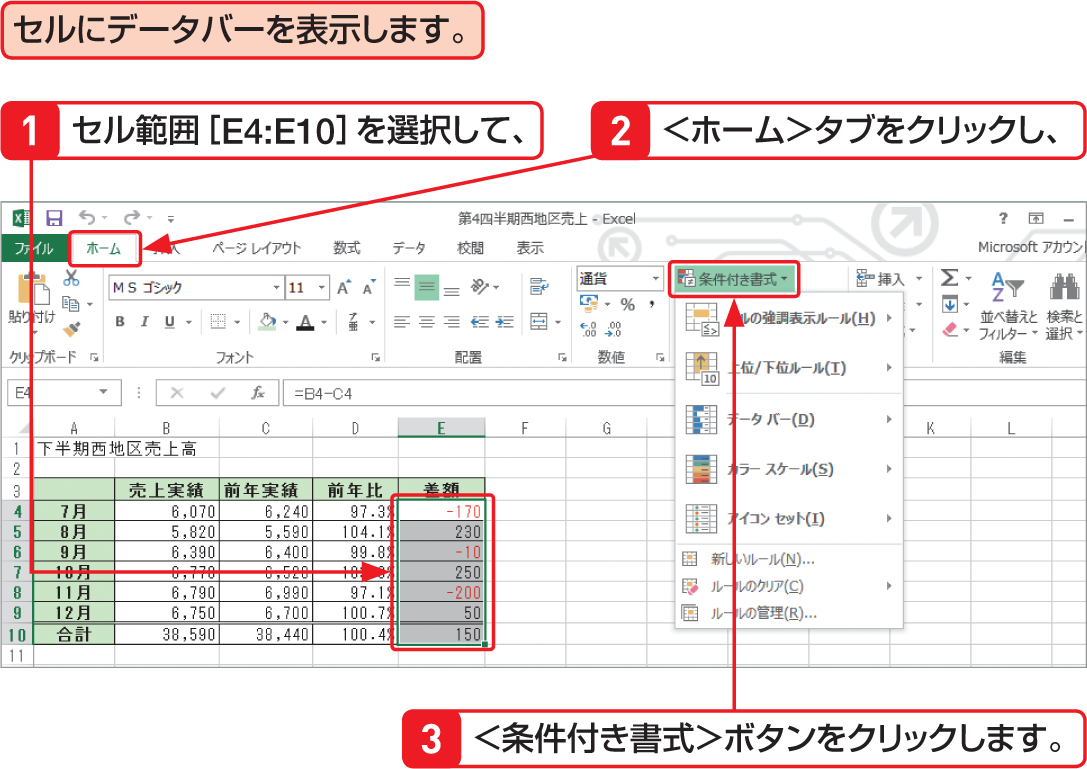 セルにデータバーを表示します。
1 セル範囲[E4:E10]を選択して、
2 <ホーム>タブをクリックし、
第4四半期西地区売上 - Excel
ファイル ホーム ページ レイアウト 数式 データ 校閲 表示 Microsoft アカウン
貼り付け
MS ゴシック 11
B I U
通貨
%
条件付き書式
挿入
並べ替えと フィルター
検索と 選択
クリップボード フォント 配置 数値 編集
E4 =B4-C4
セルの強調表示ルール(H)
上位/下位ルール(T)
データ バー(D)
カラー スケール(S)
アイコン セット(I)
新しいルール(N)...
ルールのクリア(C)
ルールの管理(R)...
A B C D E F G K L
1 下半期西地区売上高
2
3 売上実績 前年実績 前年比 差額
4 7月 6,070 6,240 97.3% -170
5 8月 5,820 5,590 104.1% 230
6 9月 6,390 6,400 99.8% -10
7 10月 250
8 11月 6,790 6,990 97.1% -200
9 12月 6,750 6,700 100.7% 50
10 合計 38,590 38,440 100.4% 150
11
3 <条件付き書式>ボタンをクリックします。